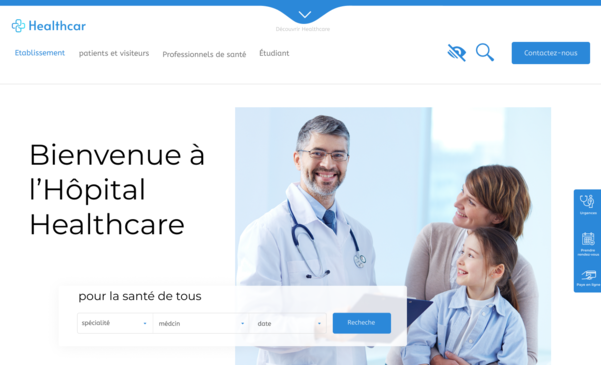 Découvrir Healthcare
Healthcar
Etablissement
patients et visiteurs
Professionnels de santé
Étudiant
Contactez-nous
Bienvenue à
l’Hôpital
Healthcare
Urgences
Prendre
rendez-vous
Paye en ligne
pour la santé de tous
spécialité
médcin
date
Recheche